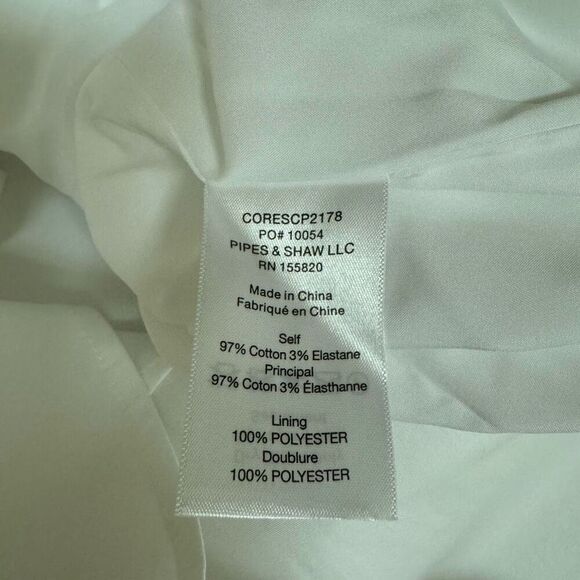 CORESCP2178
PO# 10054
PIPES & SHAW LLC
RN 155820
Made in China
Fabriqué en Chine
Self
97% Cotton 3% Elastane
Principal
97% Coton 3% Élasthanne
Lining
100% POLYESTER
Doublure
100% POLYESTER